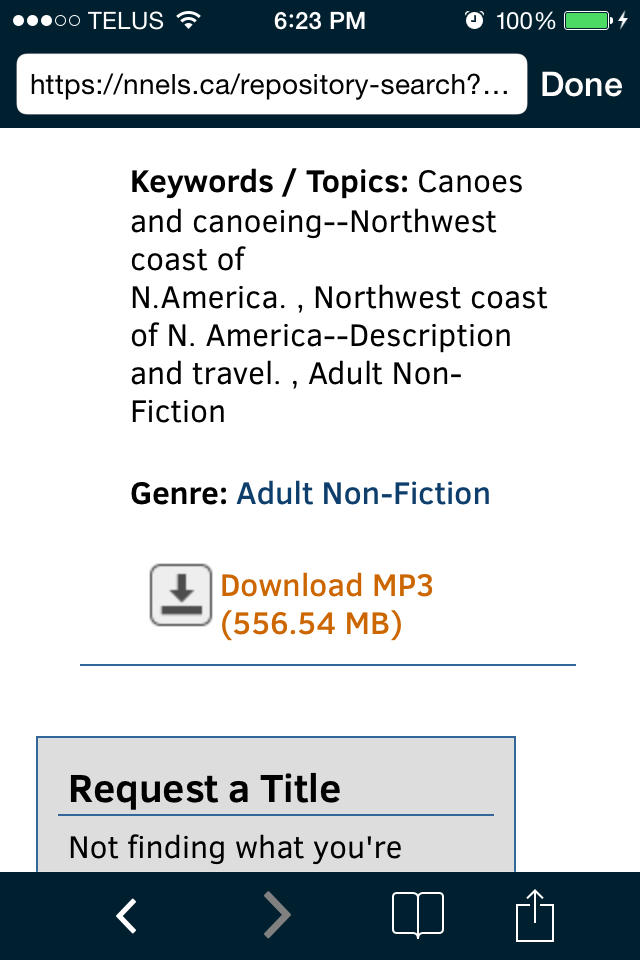 TELUS 6:23 PM 100%
https://nnels.ca/repository-search?... Done
Keywords / Topics: Canoes
and canoeing--Northwest
coast of
N.America. , Northwest coast
of N. America--Description
and travel. , Adult Non-
Fiction
Genre: Adult Non-Fiction
Download MP3
(556.54 MB)
Request a Title
Not finding what you're